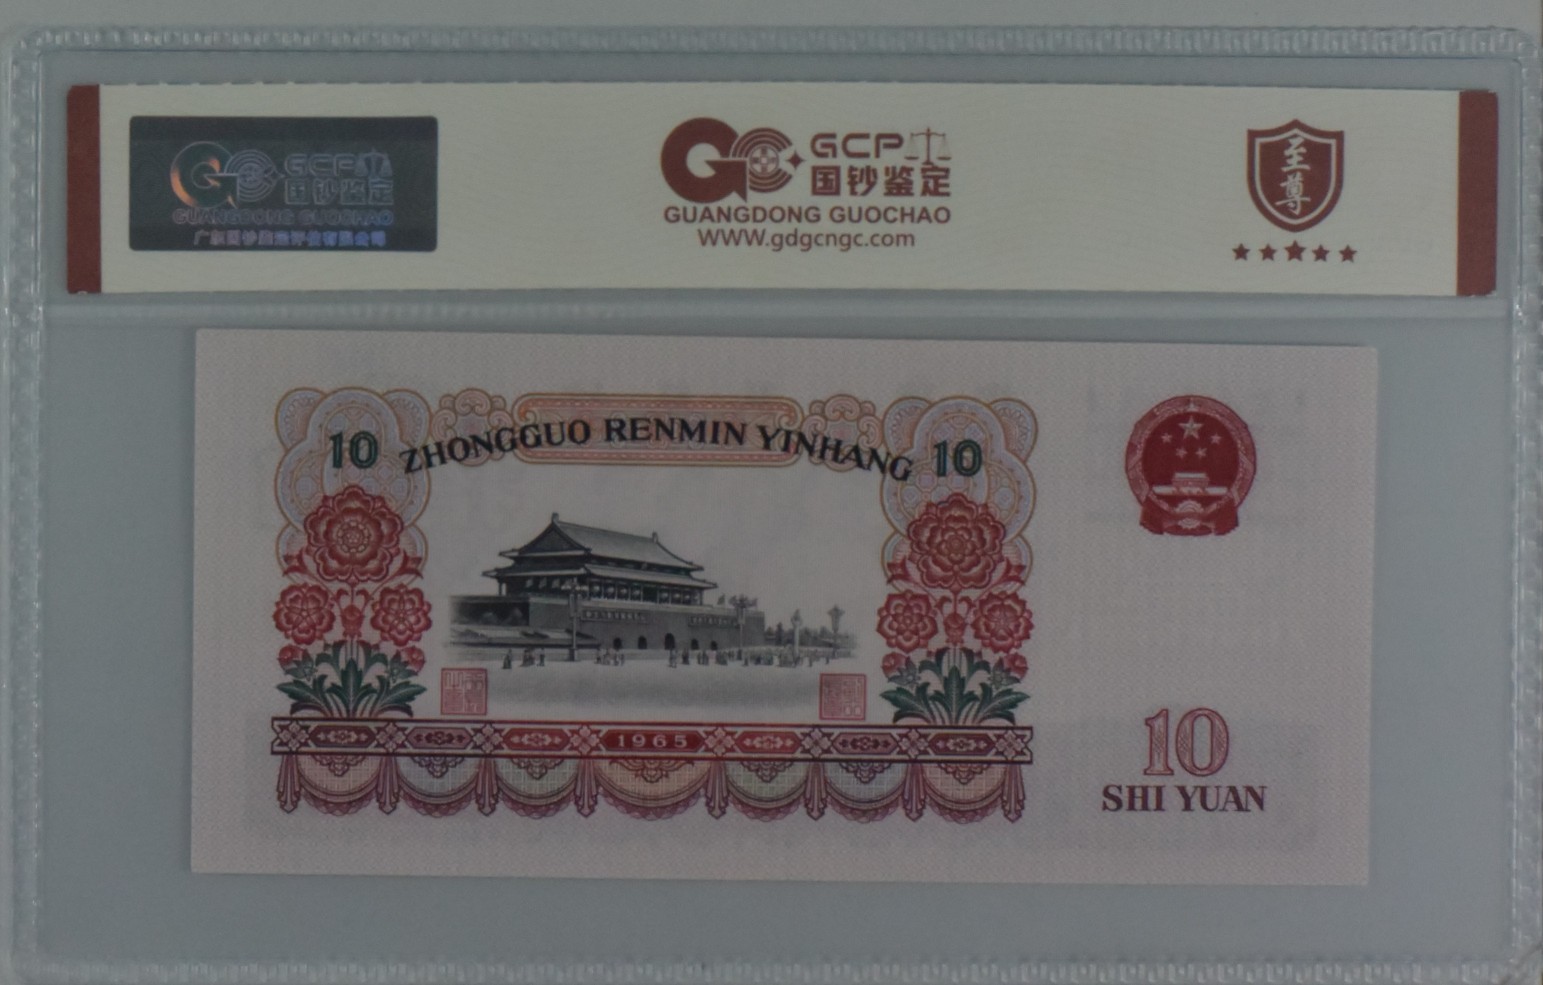 GCP
国钞鉴定
GUANGDONG GUOCHAO
GCP
国钞鉴定
GUANGDONG GUOCHAO
WWW.gdgcngc.com
至尊
10 ZHONGGUO RENMIN YINHANG 10
1965
10
SHI YUAN